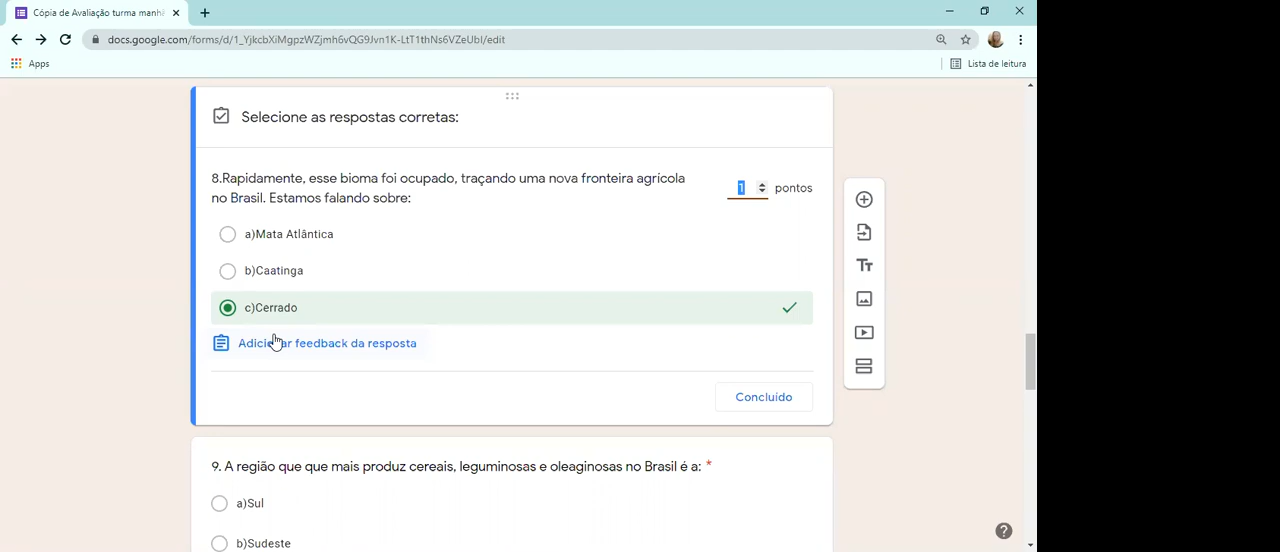 Cópia de Avaliação turma manhã
docs.google.com/forms/d/1_YjkcbXiMgpzWZjmh6vQG9Jvn1K-LtT1thNs6VZeUbI/edit
Apps
Lista de leitura
Selecione as respostas corretas:
8.Rapidamente, esse bioma foi ocupado, traçando uma nova fronteira agrícola
no Brasil. Estamos falando sobre:
1 pontos
a)Mata Atlântica
b)Caatinga
c)Cerrado
Adicionar feedback da resposta
Concluído
9. A região que que mais produz cereais, leguminosas e oleaginosas no Brasil é a: *
a)Sul
b)Sudeste
Tт